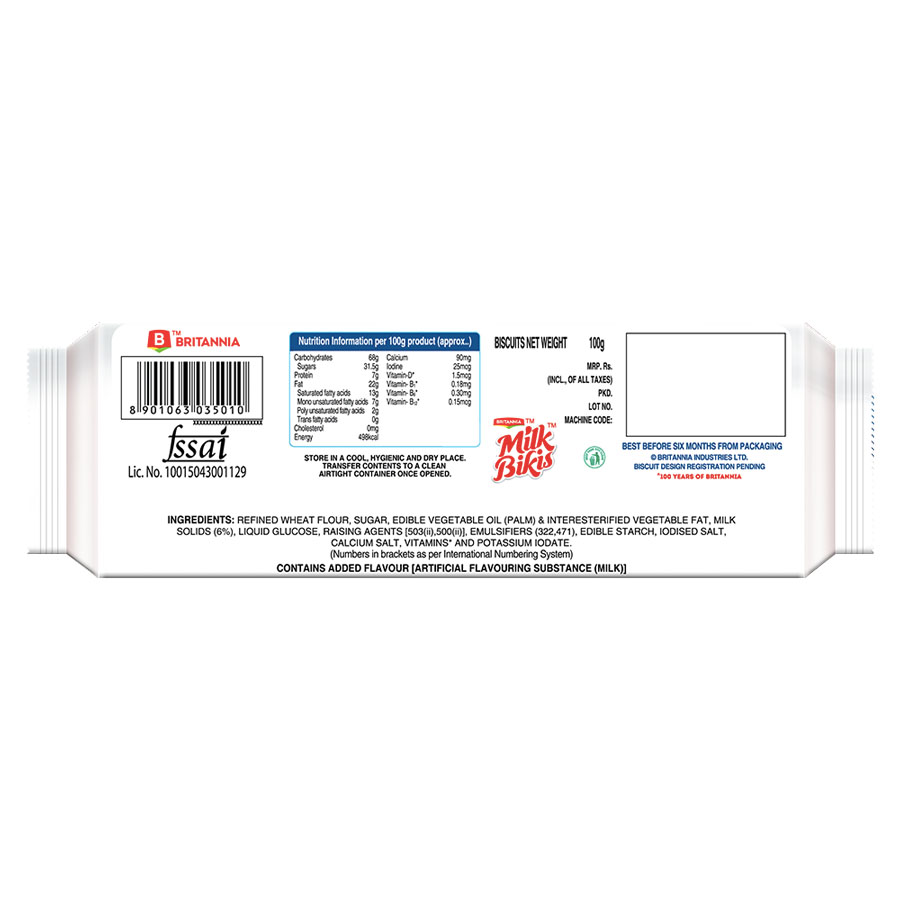 B™ BRITANNIA
8 901063 035010
fssai
Lic. No. 10015043001129
Nutrition Information per 100g product (approx..)
Carbohydrates 68g
Sugars 31.5g
Protein 7g
Fat 22g
Saturated fatty acids 13g
Mono unsaturated fatty acids 7g
Poly unsaturated fatty acids 2g
Trans fatty acids 0g
Cholesterol 0mg
Energy 498kcal
Calcium 90mg
Iodine 25mcg
Vitamin-D* 1.5mcg
Vitamin- B₁* 0.18mg
Vitamin- B₆* 0.30mg
Vitamin- B₁₂* 0.15mcg
STORE IN A COOL, HYGIENIC AND DRY PLACE.
TRANSFER CONTENTS TO A CLEAN
AIRTIGHT CONTAINER ONCE OPENED.
BISCUITS NET WEIGHT 100g
MRP. Rs.
(INCL., OF ALL TAXES)
PKD.
LOT NO.
MACHINE CODE:
BRITANNIA™
Milk™
Bikis
BEST BEFORE SIX MONTHS FROM PACKAGING
© BRITANNIA INDUSTRIES LTD.
BISCUIT DESIGN REGISTRATION PENDING
*100 YEARS OF BRITANNIA
INGREDIENTS: REFINED WHEAT FLOUR, SUGAR, EDIBLE VEGETABLE OIL (PALM) & INTERESTERIFIED VEGETABLE FAT, MILK
SOLIDS (6%), LIQUID GLUCOSE, RAISING AGENTS [503(ii),500(ii)], EMULSIFIERS (322,471), EDIBLE STARCH, IODISED SALT,
CALCIUM SALT, VITAMINS* AND POTASSIUM IODATE.
(Numbers in brackets as per International Numbering System)
CONTAINS ADDED FLAVOUR [ARTIFICIAL FLAVOURING SUBSTANCE (MILK)]